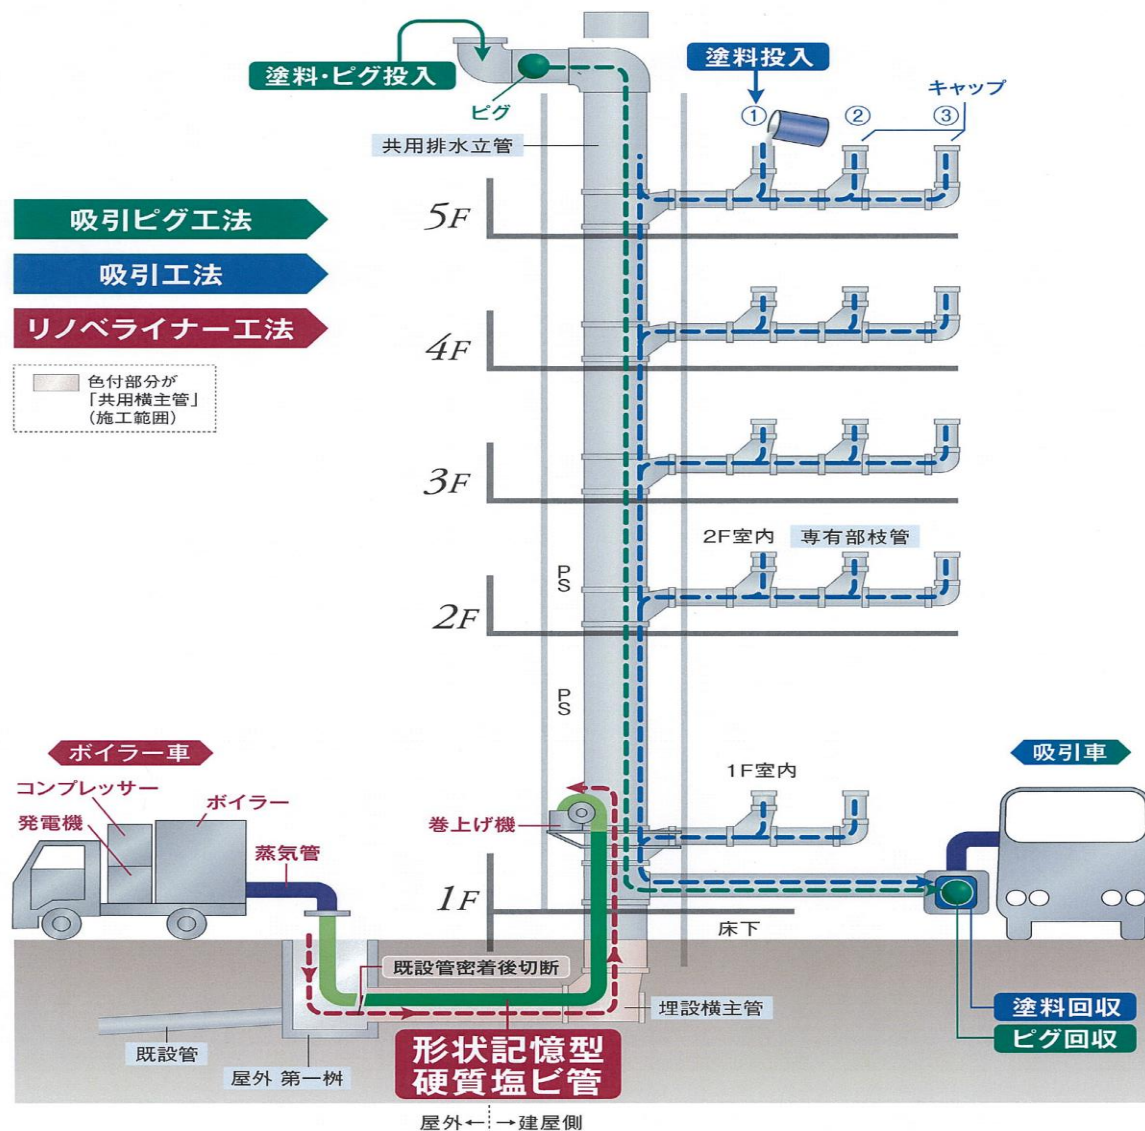 塗料・ピグ投入
ピグ
塗料投入
キャップ
①
②
③
共用排水立管
吸引ピグ工法
吸引工法
リノベライナー工法
色付部分が
「共用横主管」
(施工範囲)
5F
4F
3F
2F室内
専有部枝管
PS
2F
PS
ボイラー車
コンプレッサー
ボイラー
発電機
蒸気管
巻上げ機
1F室内
吸引車
1F
床下
既設管密着後切断
埋設横主管
塗料回収
ピグ回収
既設管
屋外 第一桝
形状記憶型
硬質塩ビ管
屋外←→建屋側